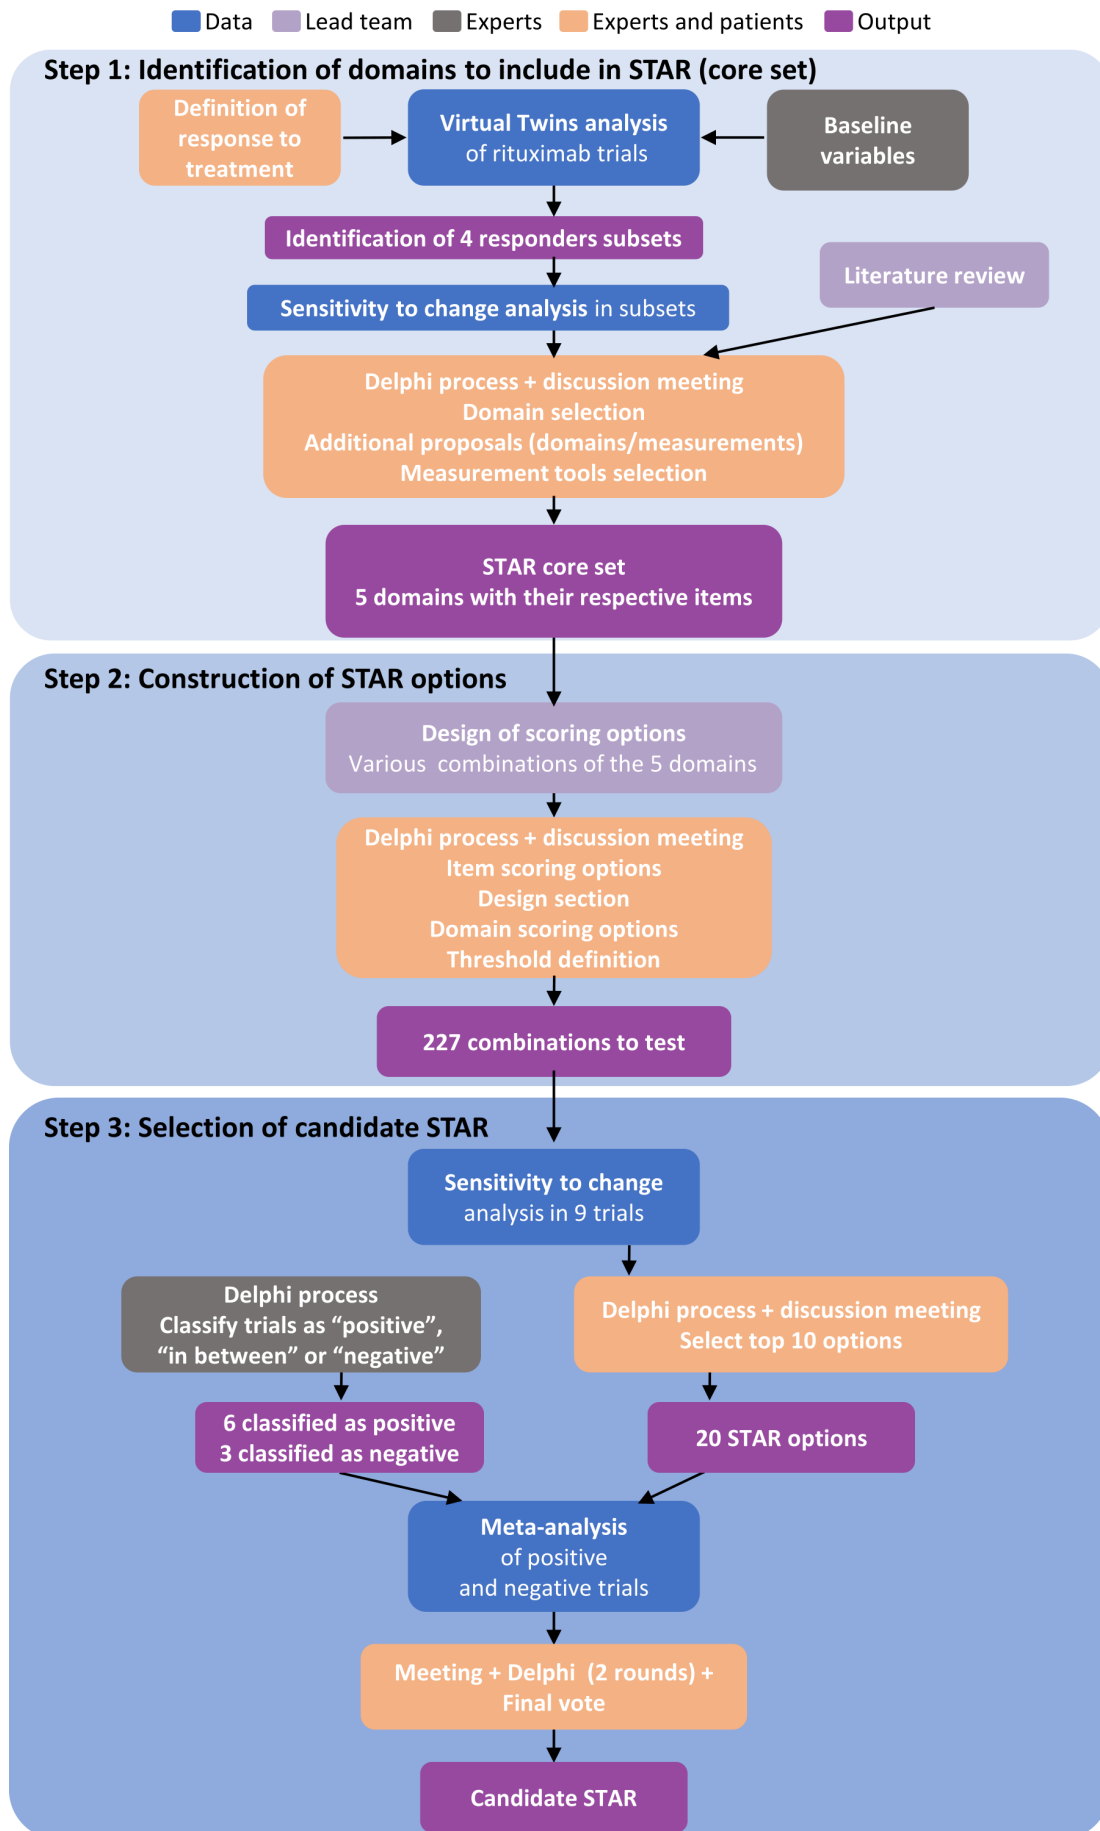 Data
Lead team
Experts
Experts and patients
Output
Step 1: Identification of domains to include in STAR (core set)
Definition of
response to
treatment
Virtual Twins analysis
of rituximab trials
Baseline
variables
Identification of 4 responders subsets
Literature review
Sensitivity to change analysis in subsets
Delphi process + discussion meeting
Domain selection
Additional proposals (domains/measurements)
Measurement tools selection
STAR core set
5 domains with their respective items
Step 2: Construction of STAR options
Design of scoring options
Various combinations of the 5 domains
Delphi process + discussion meeting
Item scoring options
Design section
Domain scoring options
Threshold definition
227 combinations to test
Step 3: Selection of candidate STAR
Sensitivity to change
analysis in 9 trials
Delphi process
Classify trials as “positive”,
“in between” or “negative”
Delphi process + discussion meeting
Select top 10 options
6 classified as positive
3 classified as negative
20 STAR options
Meta-analysis
of positive
and negative trials
Meeting + Delphi (2 rounds) +
Final vote
Candidate STAR